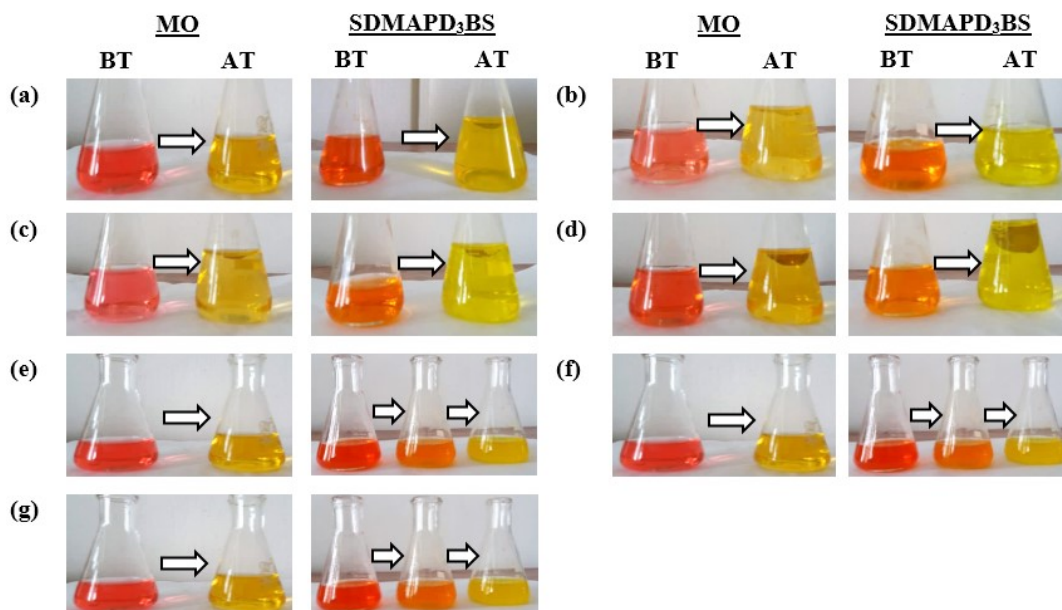 MO SDMAPD₃BS MO SDMAPD₃BS
BT AT BT AT BT AT BT AT
(a) (b)
(c) (d)
(e) (f)
(g)